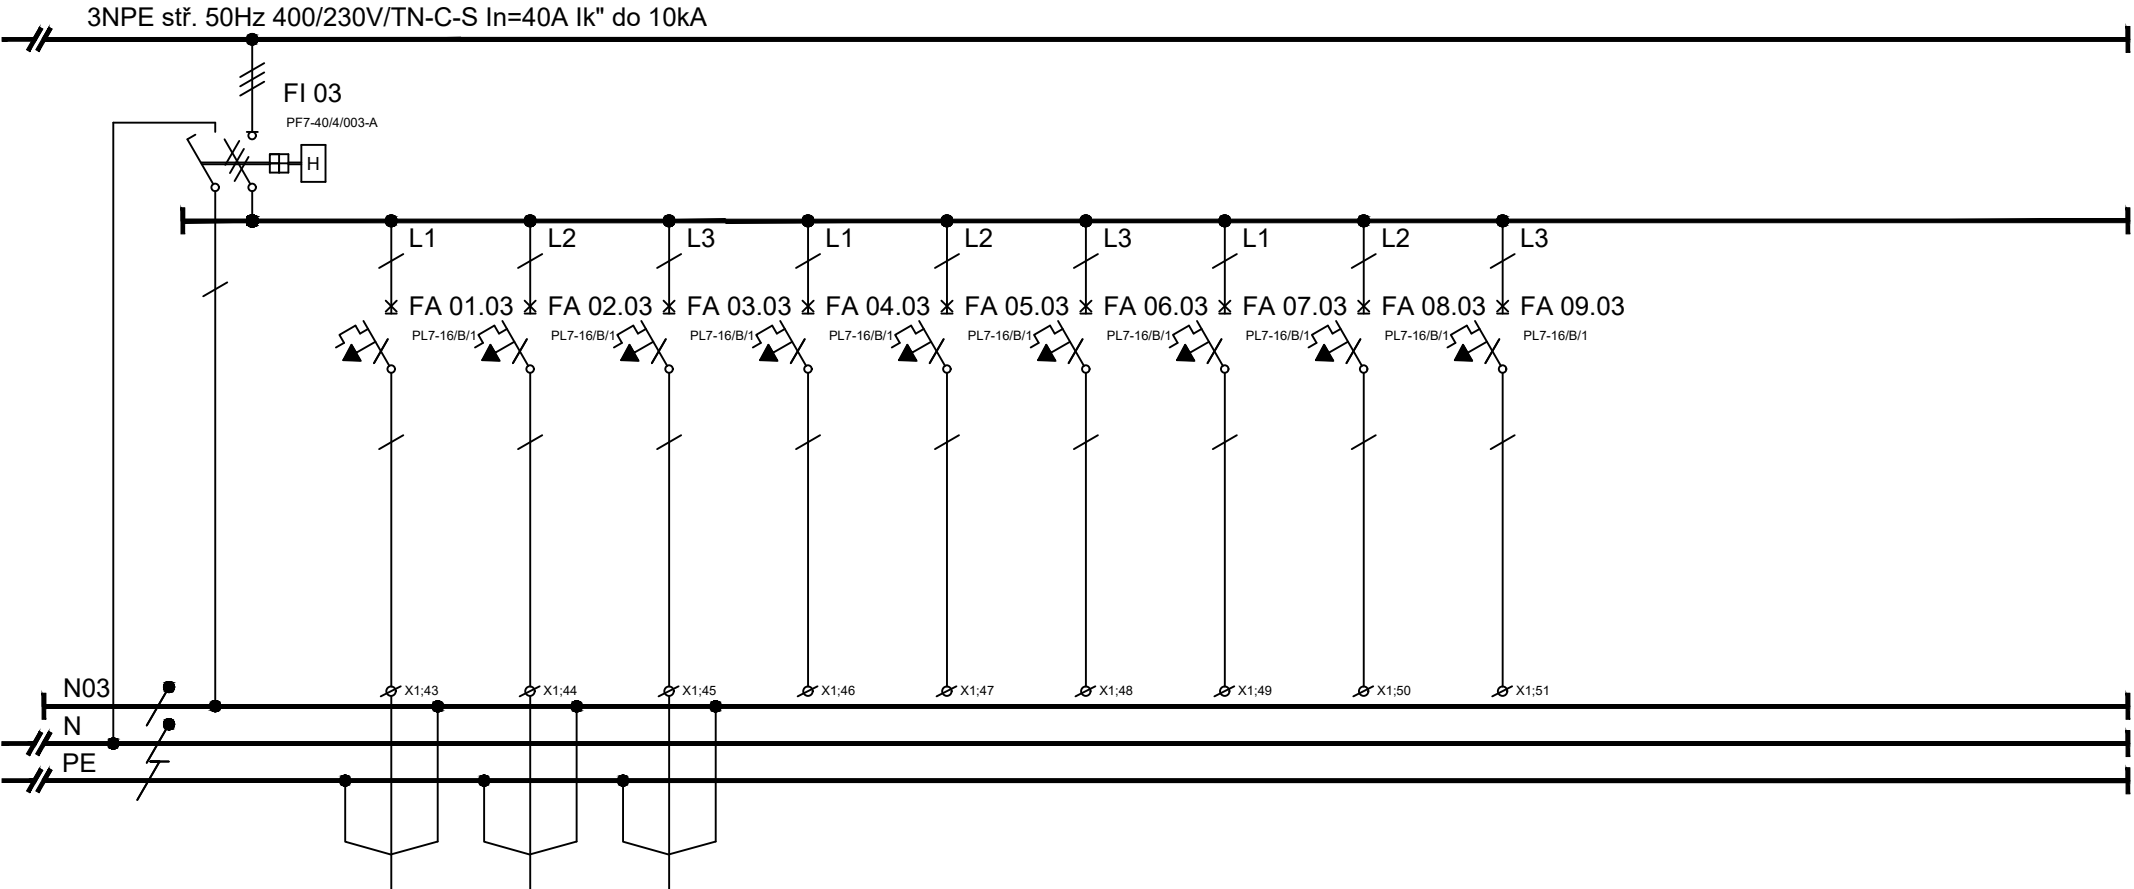 3NPE stř. 50Hz 400/230V/TN-C-S In=40A Ik" do 10kA
FI 03
PF7-40/4/003-A
H
L1 L2 L3 L1 L2 L3 L1 L2 L3
FA 01.03 FA 02.03 FA 03.03 FA 04.03 FA 05.03 FA 06.03 FA 07.03 FA 08.03 FA 09.03
PL7-16/B/1 PL7-16/B/1 PL7-16/B/1 PL7-16/B/1 PL7-16/B/1 PL7-16/B/1 PL7-16/B/1 PL7-16/B/1 PL7-16/B/1
N03 X1;43 X1;44 X1;45 X1;46 X1;47 X1;48 X1;49 X1;50 X1;51
N
PE